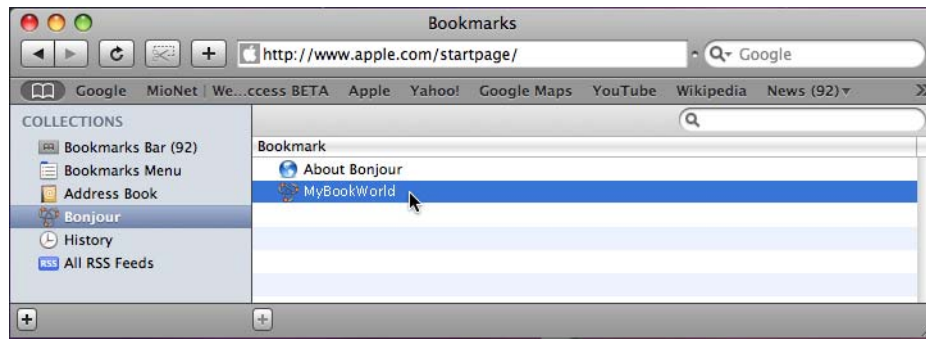 Bookmarks
http://www.apple.com/startpage/
Google
Google MioNet | We...ccess BETA Apple Yahoo! Google Maps YouTube Wikipedia News (92)
COLLECTIONS
Bookmarks Bar (92)
Bookmarks Menu
Address Book
Bonjour
History
RSS All RSS Feeds
Bookmark
About Bonjour
MyBookWorld